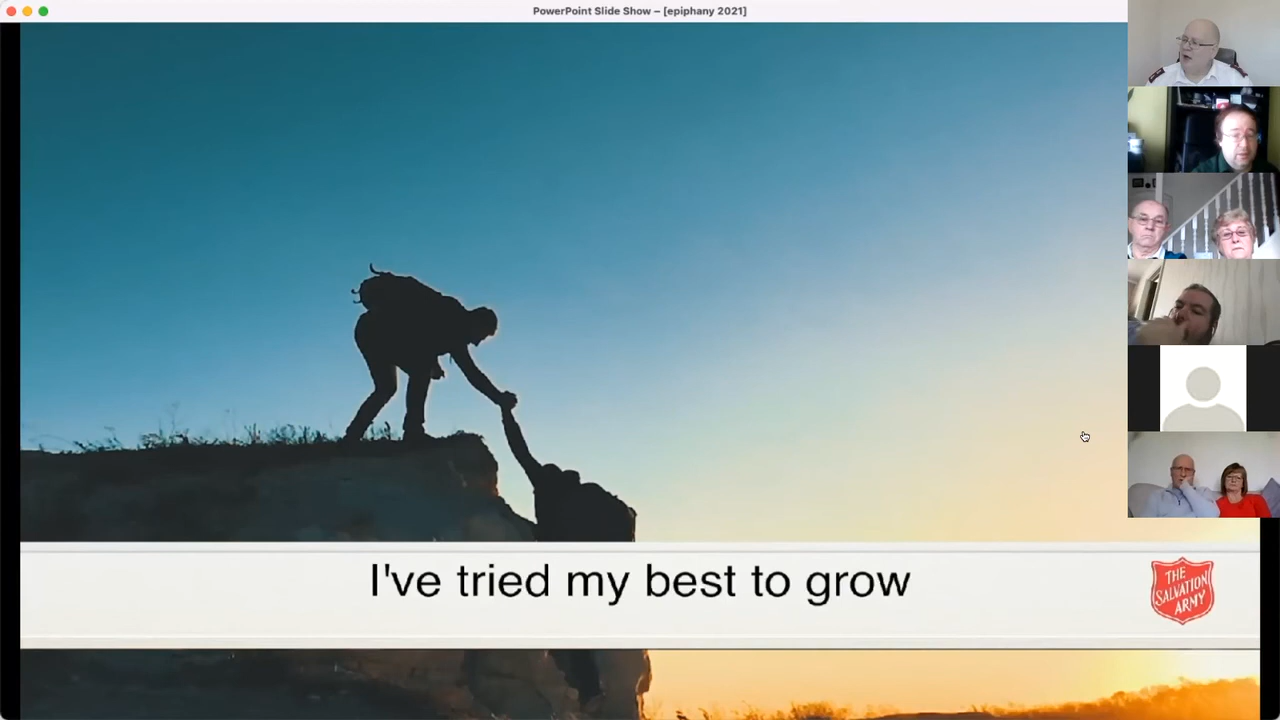 PowerPoint Slide Show – [epiphany 2021]
I've tried my best to grow
THE
SALVATION
ARMY